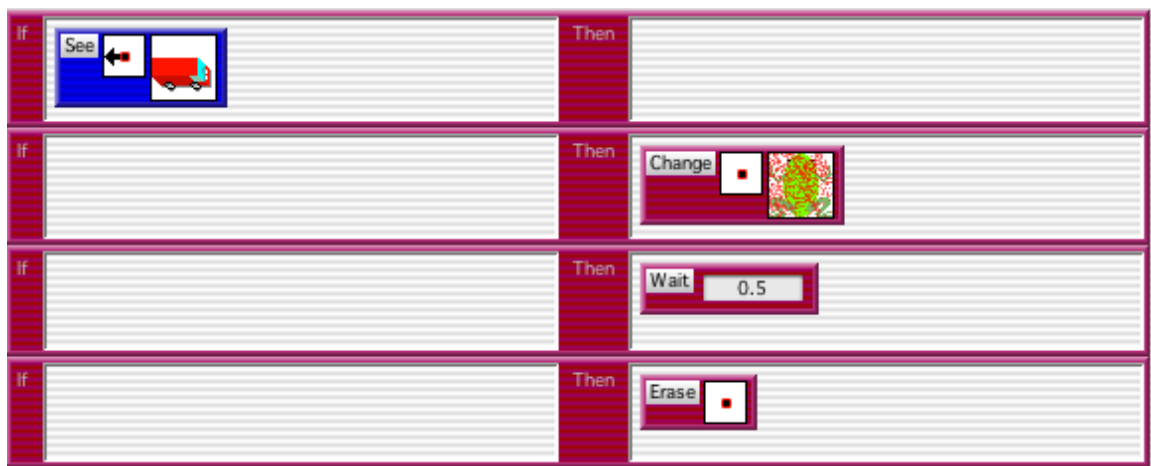 If See Then
If Then Change
If Then Wait 0.5
If Then Erase